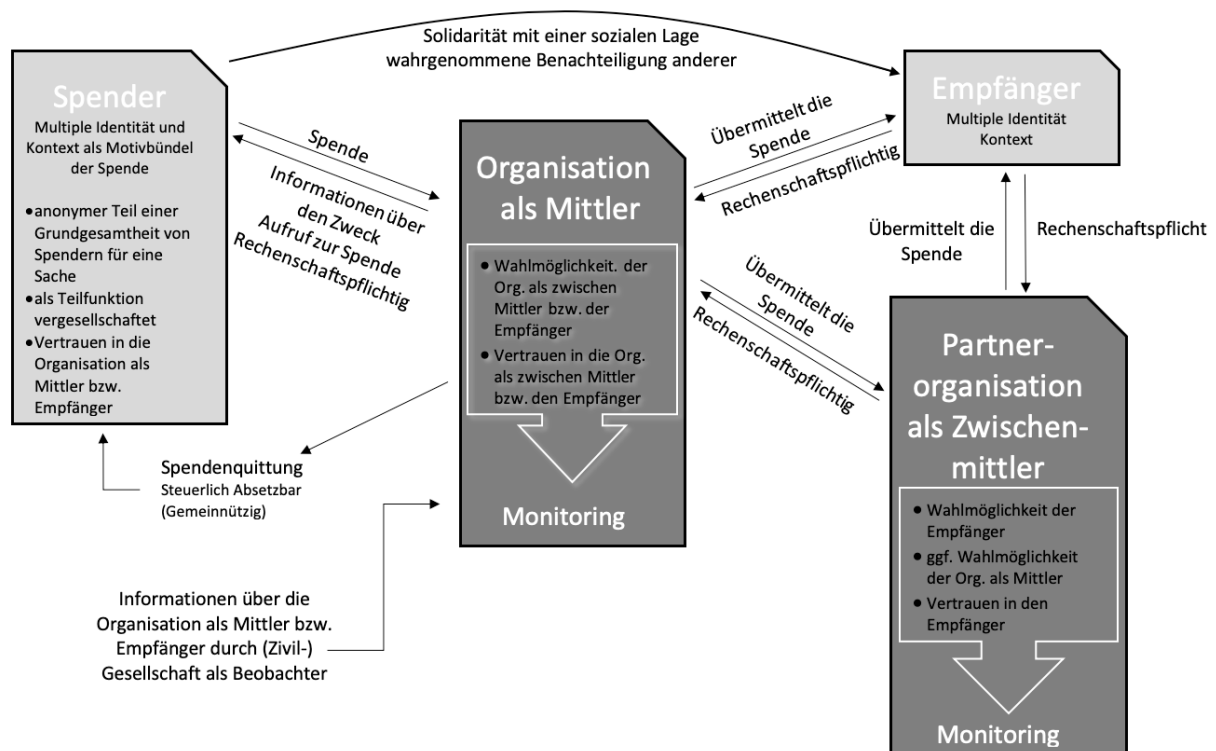 Solidarität mit einer sozialen Lage
wahrgenommene Benachteiligung anderer
Spender
Multiple Identität und
Kontext als Motivbündel
der Spende
●anonymer Teil einer
Grundgesamtheit von
Spendern für eine
Sache
●als Teilfunktion
vergesellschaftet
●Vertrauen in die
Organisation als
Mittler bzw.
Empfänger
Spende
Informationen über
den Zweck
Aufruf zur Spende
Rechenschaftspflichtig
Organisation
als Mittler
● Wahlmöglichkeit. der
Org. als zwischen
Mittler bzw. der
Empfänger
● Vertrauen in die Org.
als zwischen Mittler
bzw. den Empfänger
Monitoring
Übermittelt die
Spende
Rechenschaftspflichtig
Empfänger
Multiple Identität
Kontext
Übermittelt die
Spende
Rechenschaftspflicht
Übermittelt die
Spende
Rechenschaftspflichtig
Partner-
organisation
als Zwischen-
mittler
● Wahlmöglichkeit der
Empfänger
● ggf. Wahlmöglichkeit
der Org. als Mittler
● Vertrauen in den
Empfänger
Monitoring
Spendenquittung
Steuerlich Absetzbar
(Gemeinnützig)
Informationen über die
Organisation als Mittler bzw.
Empfänger durch (Zivil-)
Gesellschaft als Beobachter